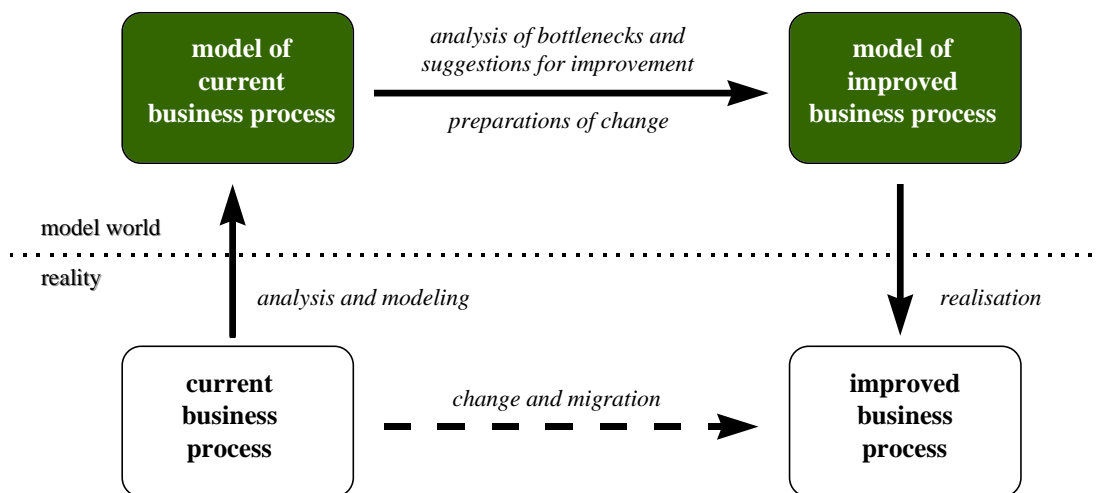 model of
current
business process
analysis of bottlenecks and
suggestions for improvement
preparations of change
model of
improved
business process
model world
reality
analysis and modeling
realisation
current
business
process
change and migration
improved
business
process